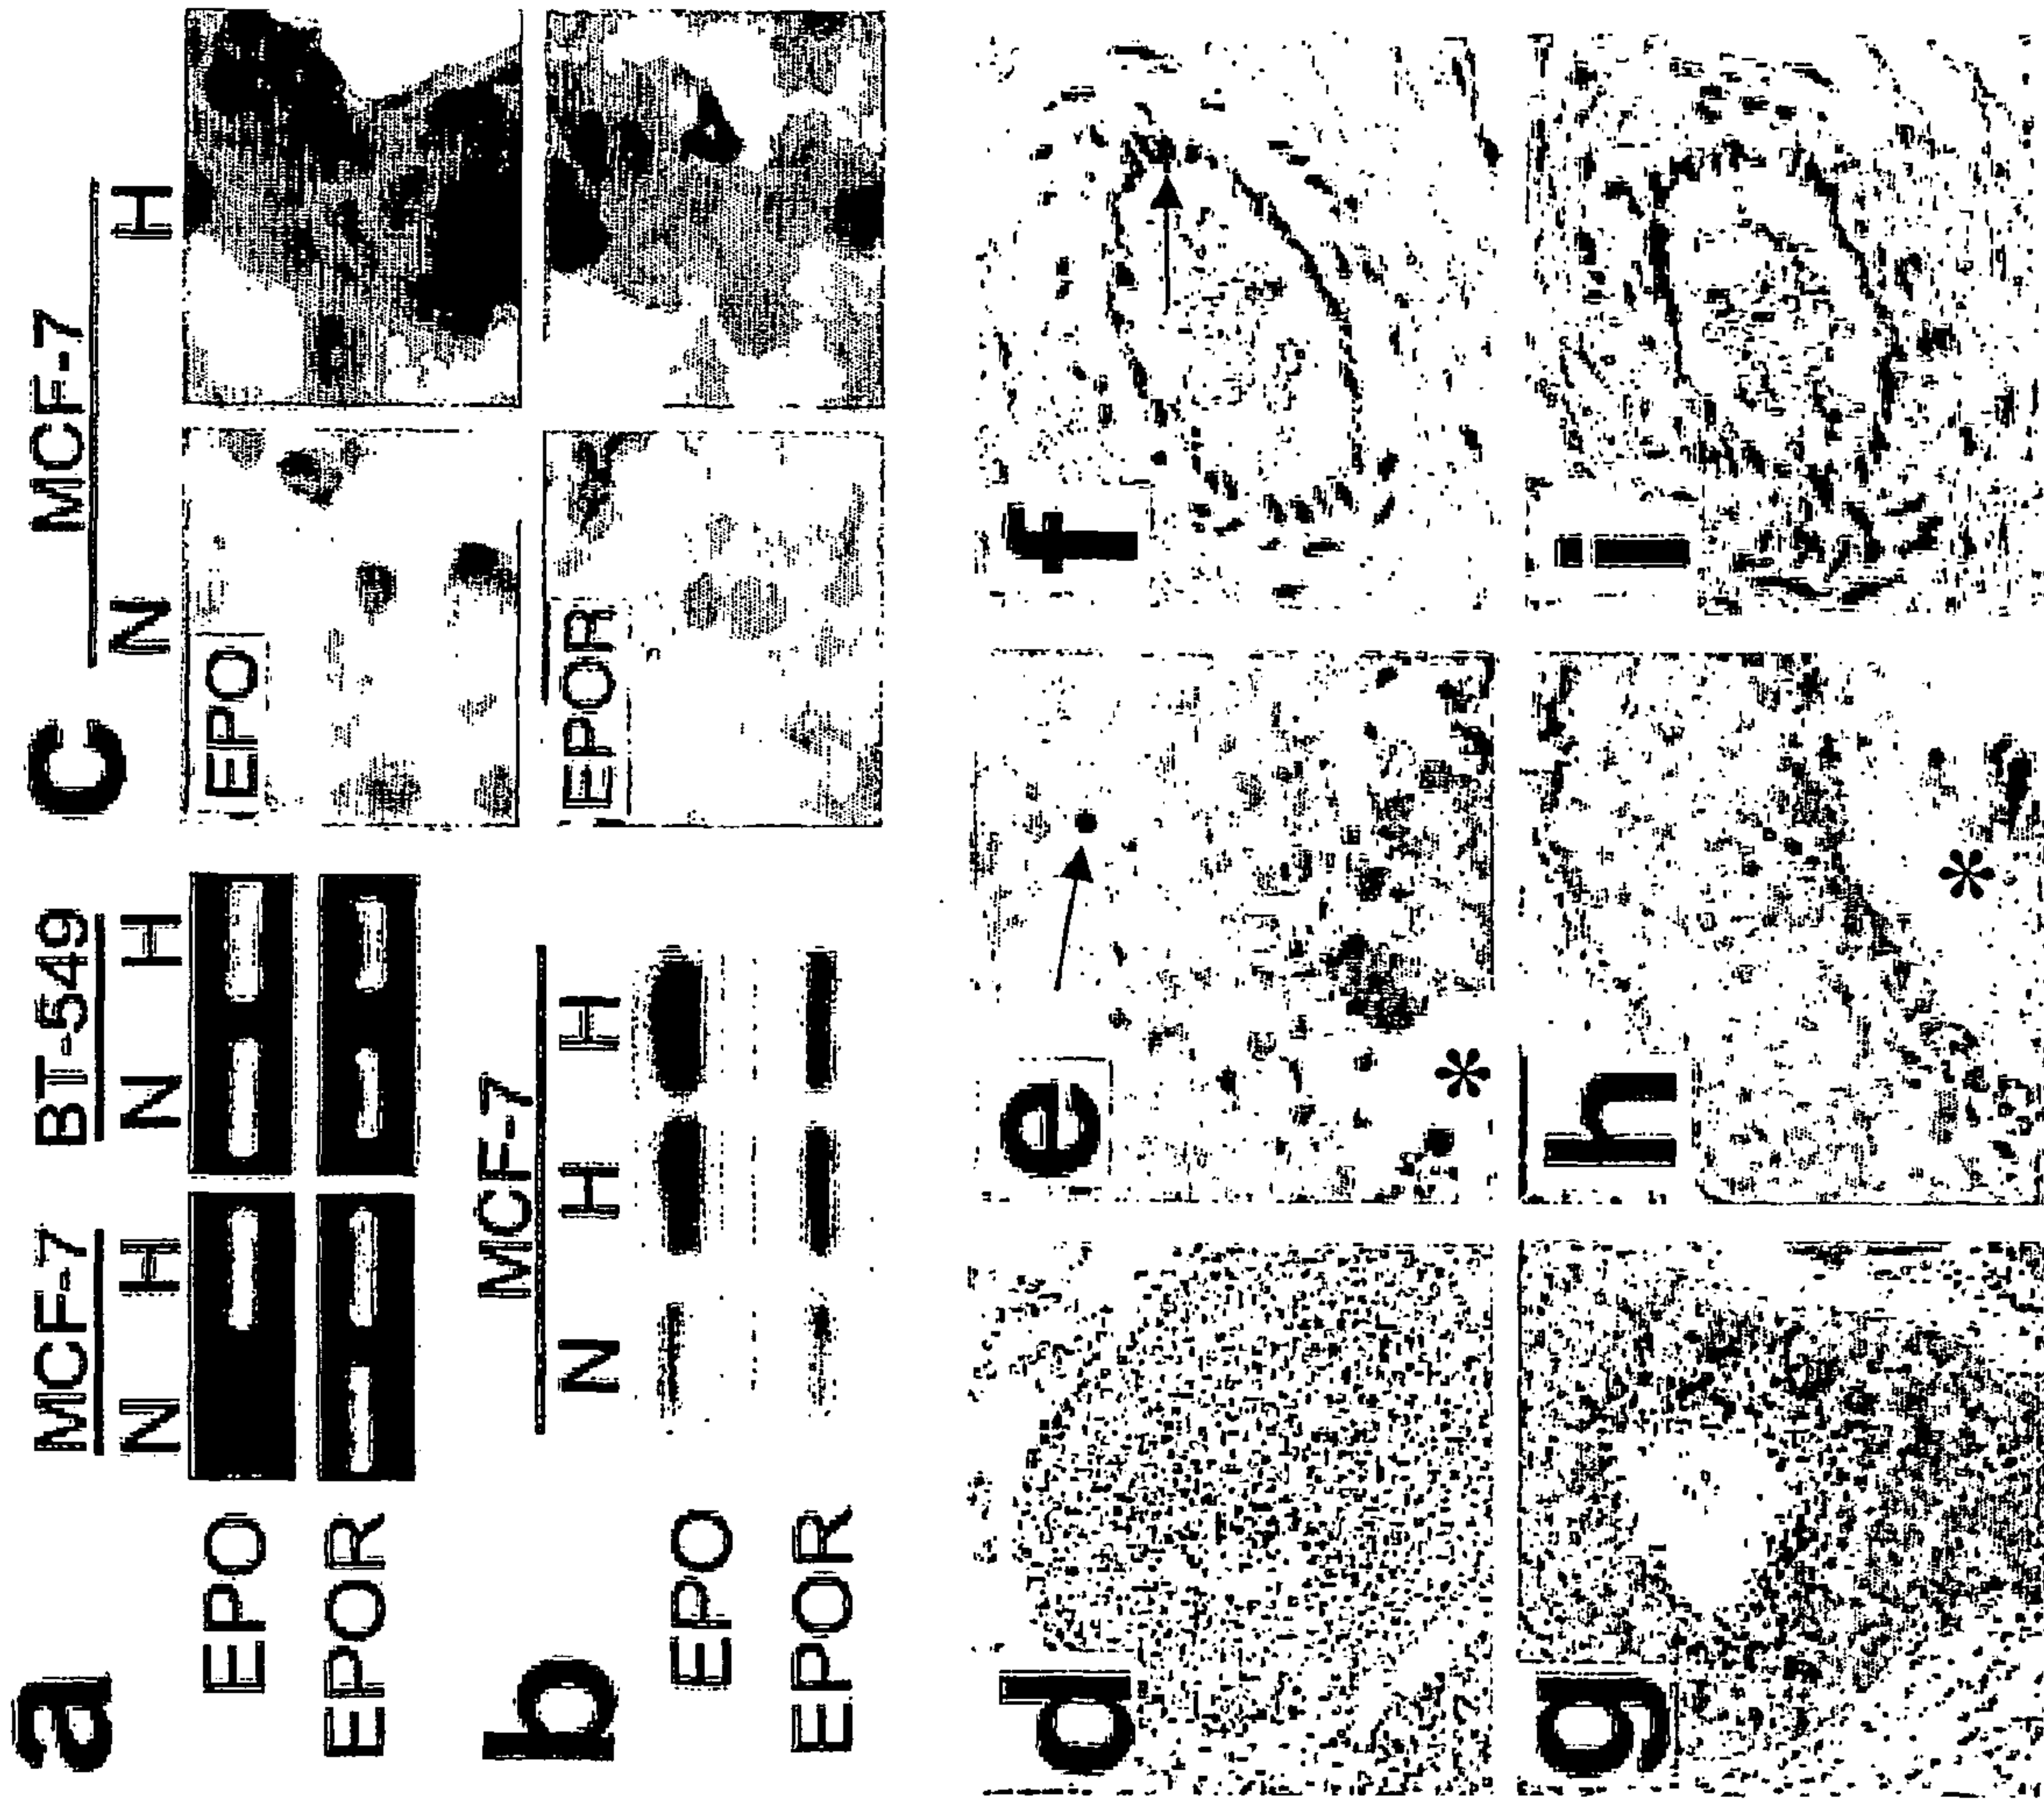 a
MCF-7 BT-549
N H N H
EPO
EPOR
b
MCF-7
N H H
EPO
EPOR
c
MCF-7
N H
EPO
EPOR
d
e
*
f
g
h
*
i